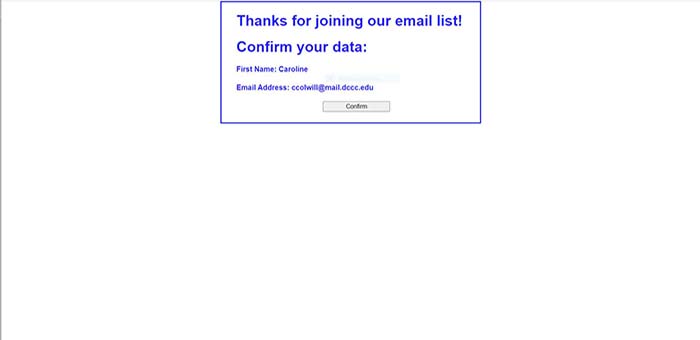 Thanks for joining our email list!
Confirm your data:
First Name: Caroline
Email Address: ccolwill@mail.dccc.edu
Confirm